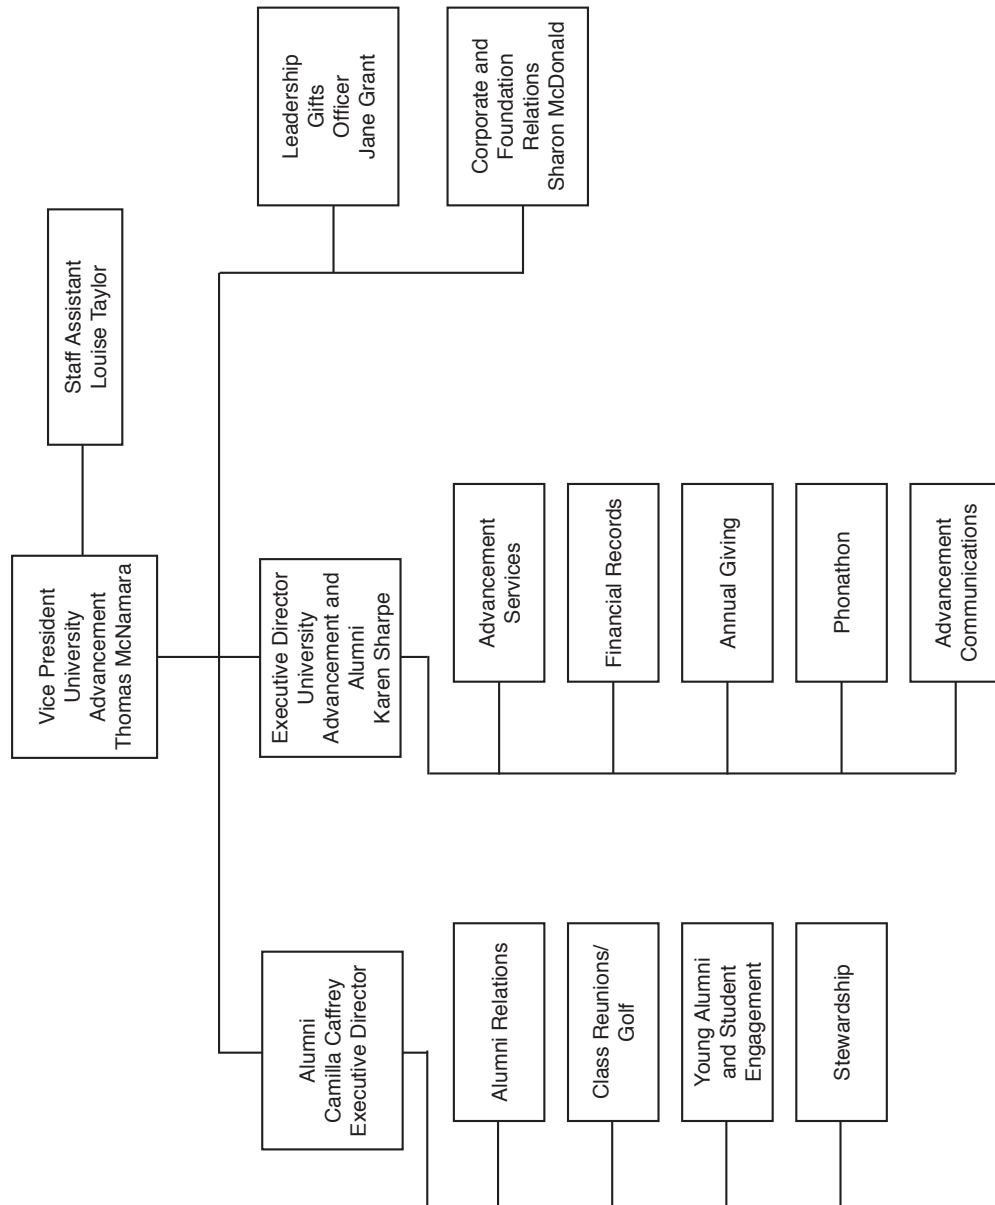 Vice President
University
Advancement
Thomas McNamara
Staff Assistant
Louise Taylor
Alumni
Camilla Caffrey
Executive Director
Executive Director
University
Advancement and
Alumni
Karen Sharpe
Leadership
Gifts
Officer
Jane Grant
Corporate and
Foundation
Relations
Sharon McDonald
Alumni Relations
Class Reunions/
Golf
Young Alumni
and Student
Engagement
Stewardship
Advancement
Services
Financial Records
Annual Giving
Phonathon
Advancement
Communications